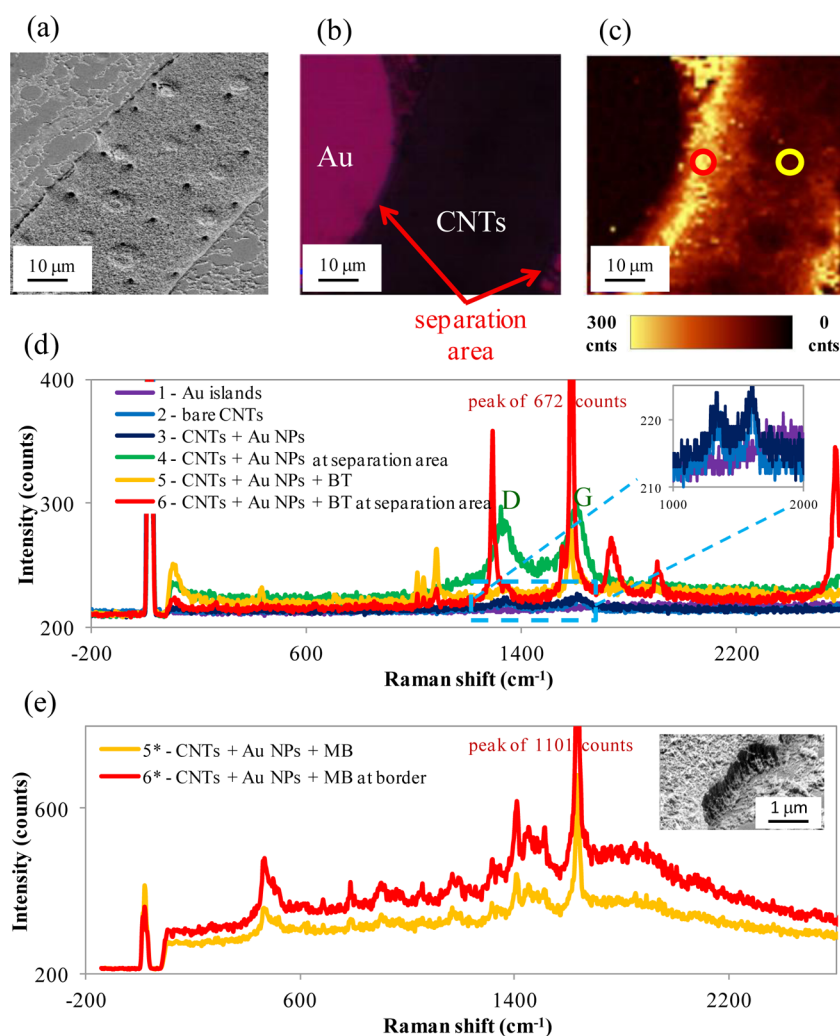 (a)
(b)
(c)
10 μm
Au
CNTs
10 μm
10 μm
separation
area
300
cnts
0
cnts
(d)
Intensity (counts)
400
300
200
1 - Au islands
2 - bare CNTs
3 - CNTs + Au NPs
4 - CNTs + Au NPs at separation area
5 - CNTs + Au NPs + BT
6 - CNTs + Au NPs + BT at separation area
peak of 672 counts
D
G
220
210
1000
2000
-200
600
1400
2200
Raman shift (cm-1)
(e)
Intensity (counts)
600
200
5* - CNTs + Au NPs + MB
6* - CNTs + Au NPs + MB at border
peak of 1101 counts
1 μm
-200
600
1400
2200
Raman shift (cm-1)